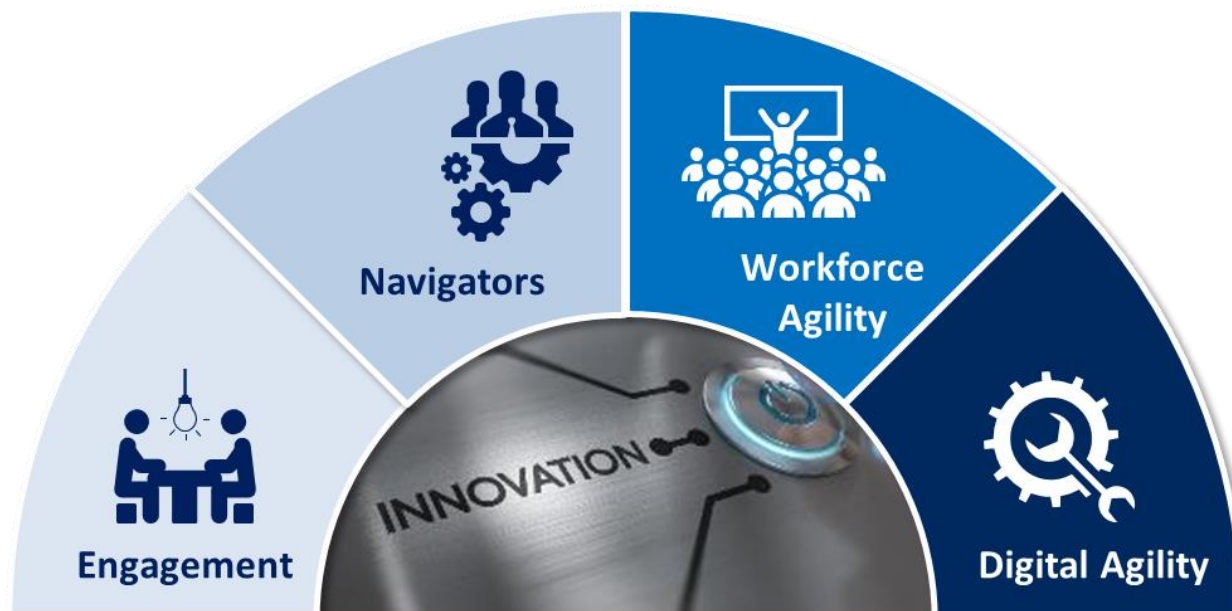 Engagement
Navigators
Workforce
Agility
Digital Agility
INNOVATION